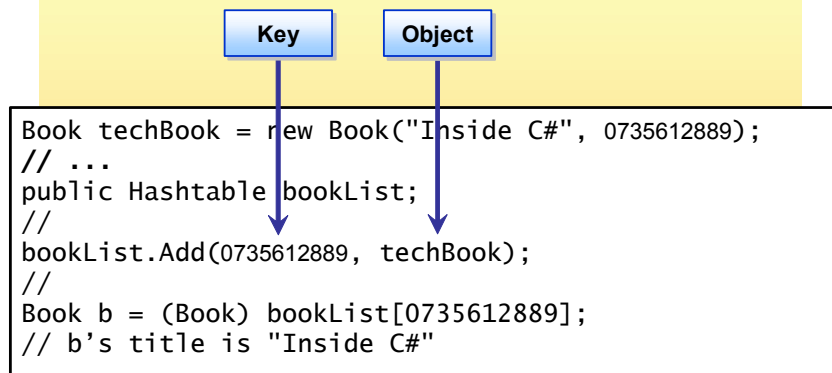 Key Object
Book techBook = new Book("Inside C#", 0735612889);
// ...
public Hashtable bookList;
//
bookList.Add(0735612889, techBook);
//
Book b = (Book) bookList[0735612889];
// b’s title is "Inside C#"